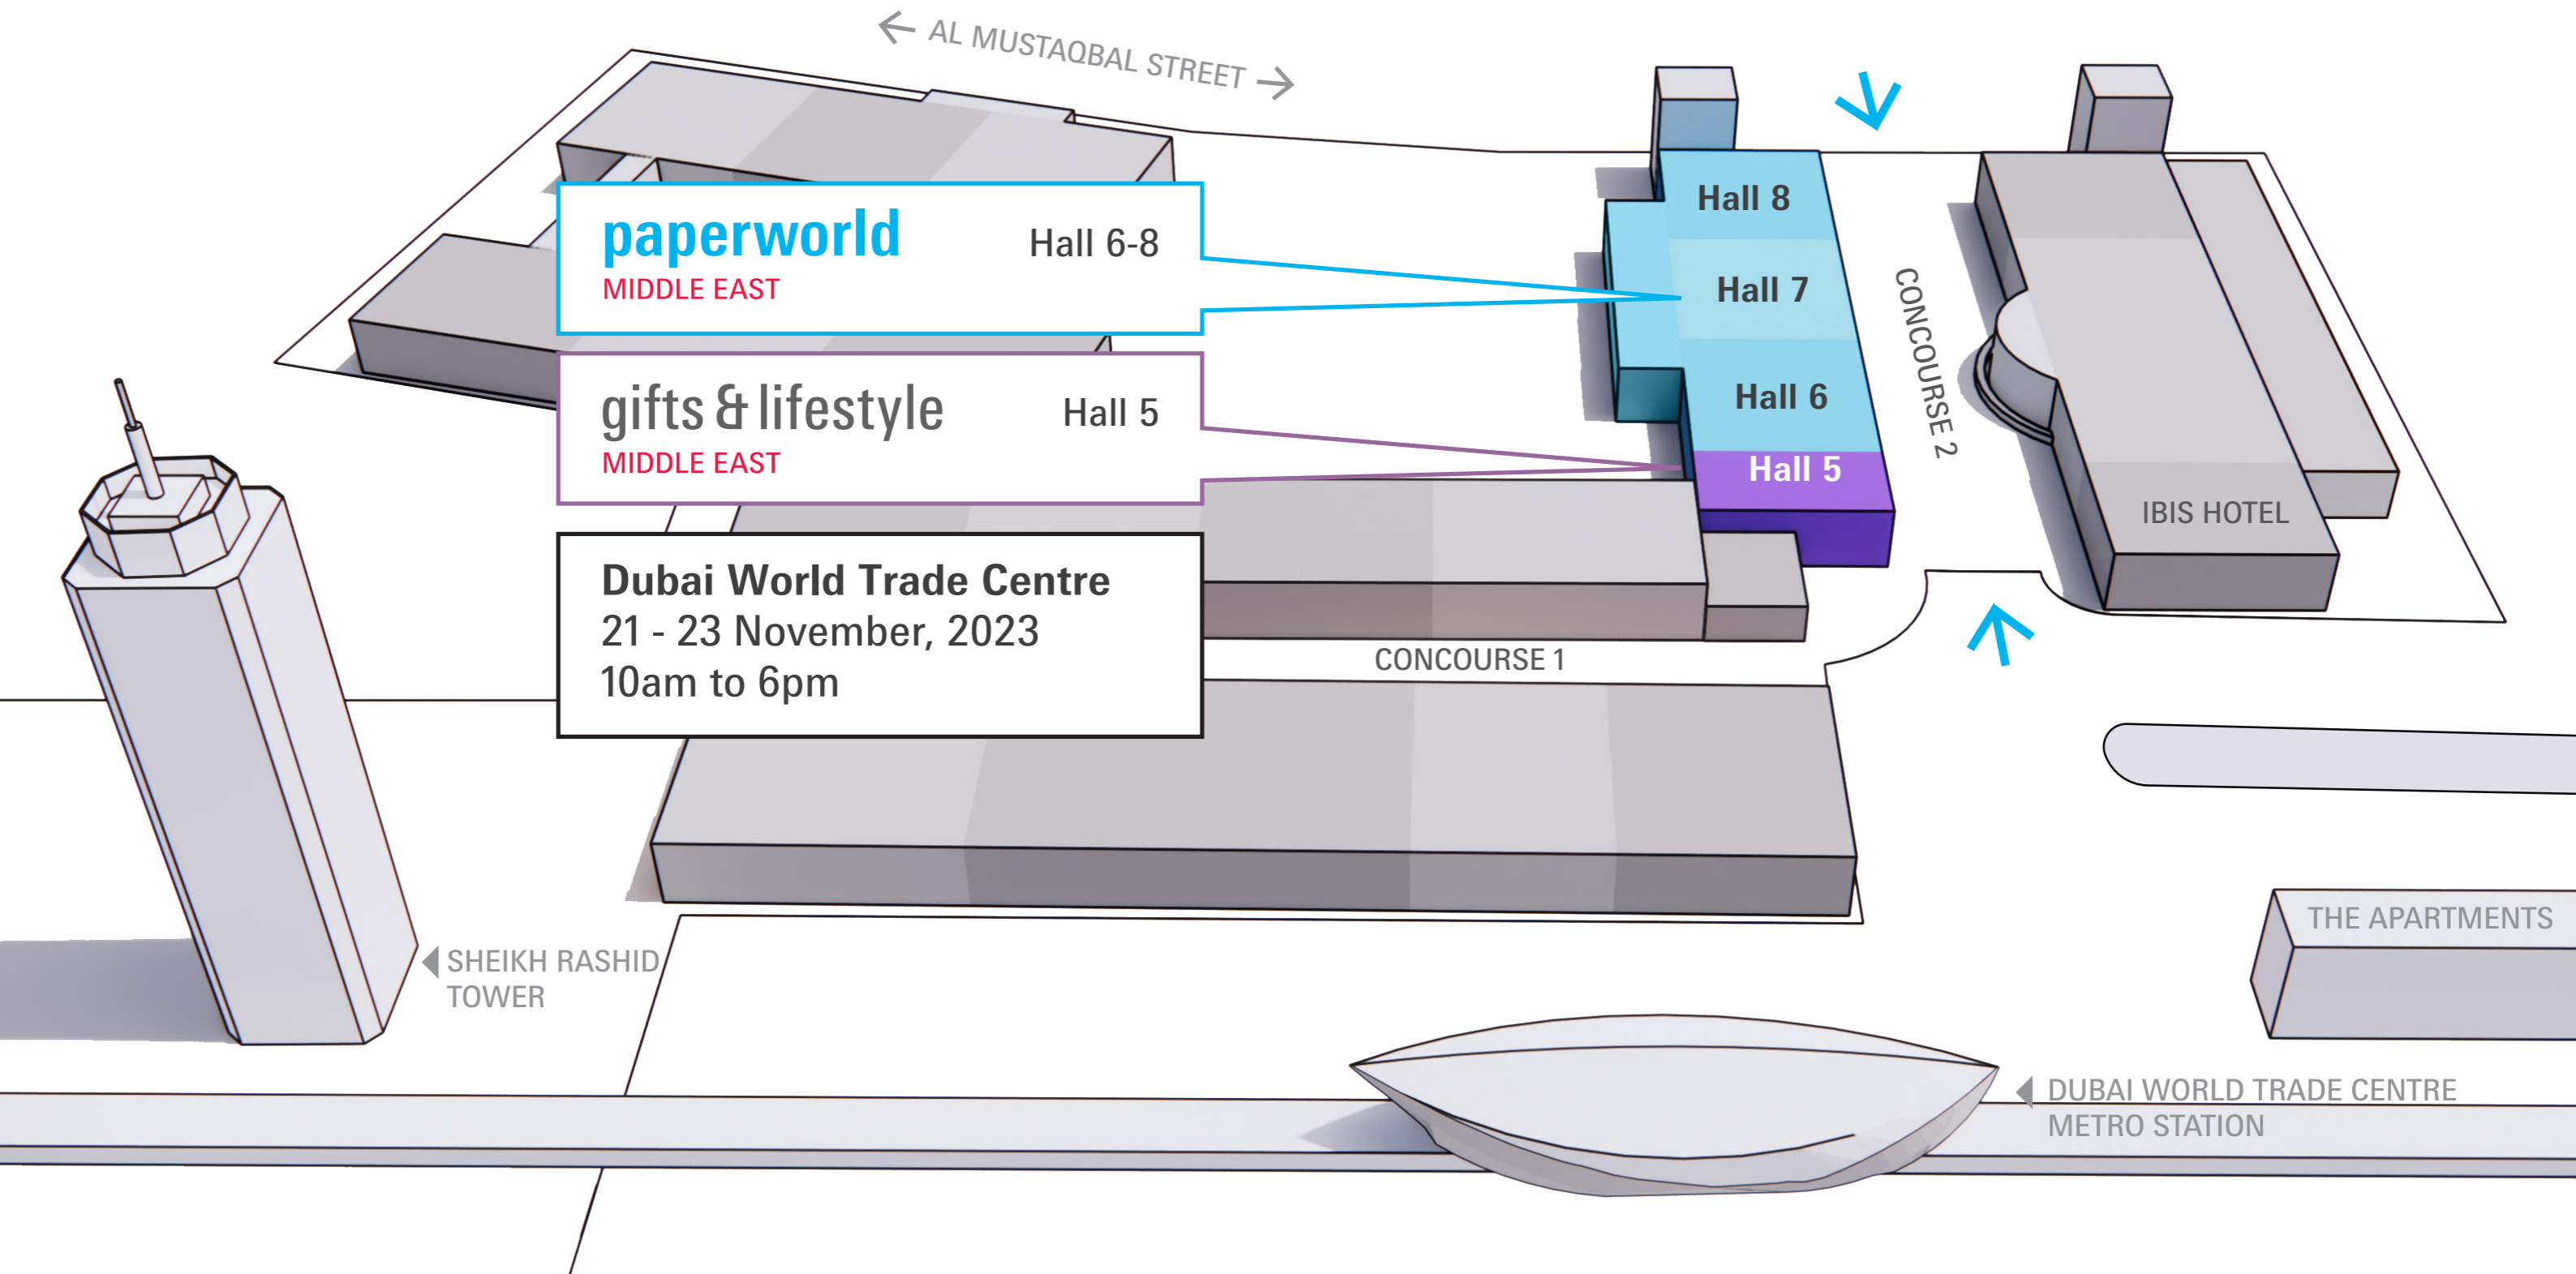 AL MUSTAQBAL STREET
paperworld
MIDDLE EAST
Hall 6-8
gifts & lifestyle
MIDDLE EAST
Hall 5
Dubai World Trade Centre
21 - 23 November, 2023
10am to 6pm
Hall 8
Hall 7
Hall 6
Hall 5
CONCOURSE 2
IBIS HOTEL
CONCOURSE 1
SHEIKH RASHID
TOWER
THE APARTMENTS
DUBAI WORLD TRADE CENTRE
METRO STATION